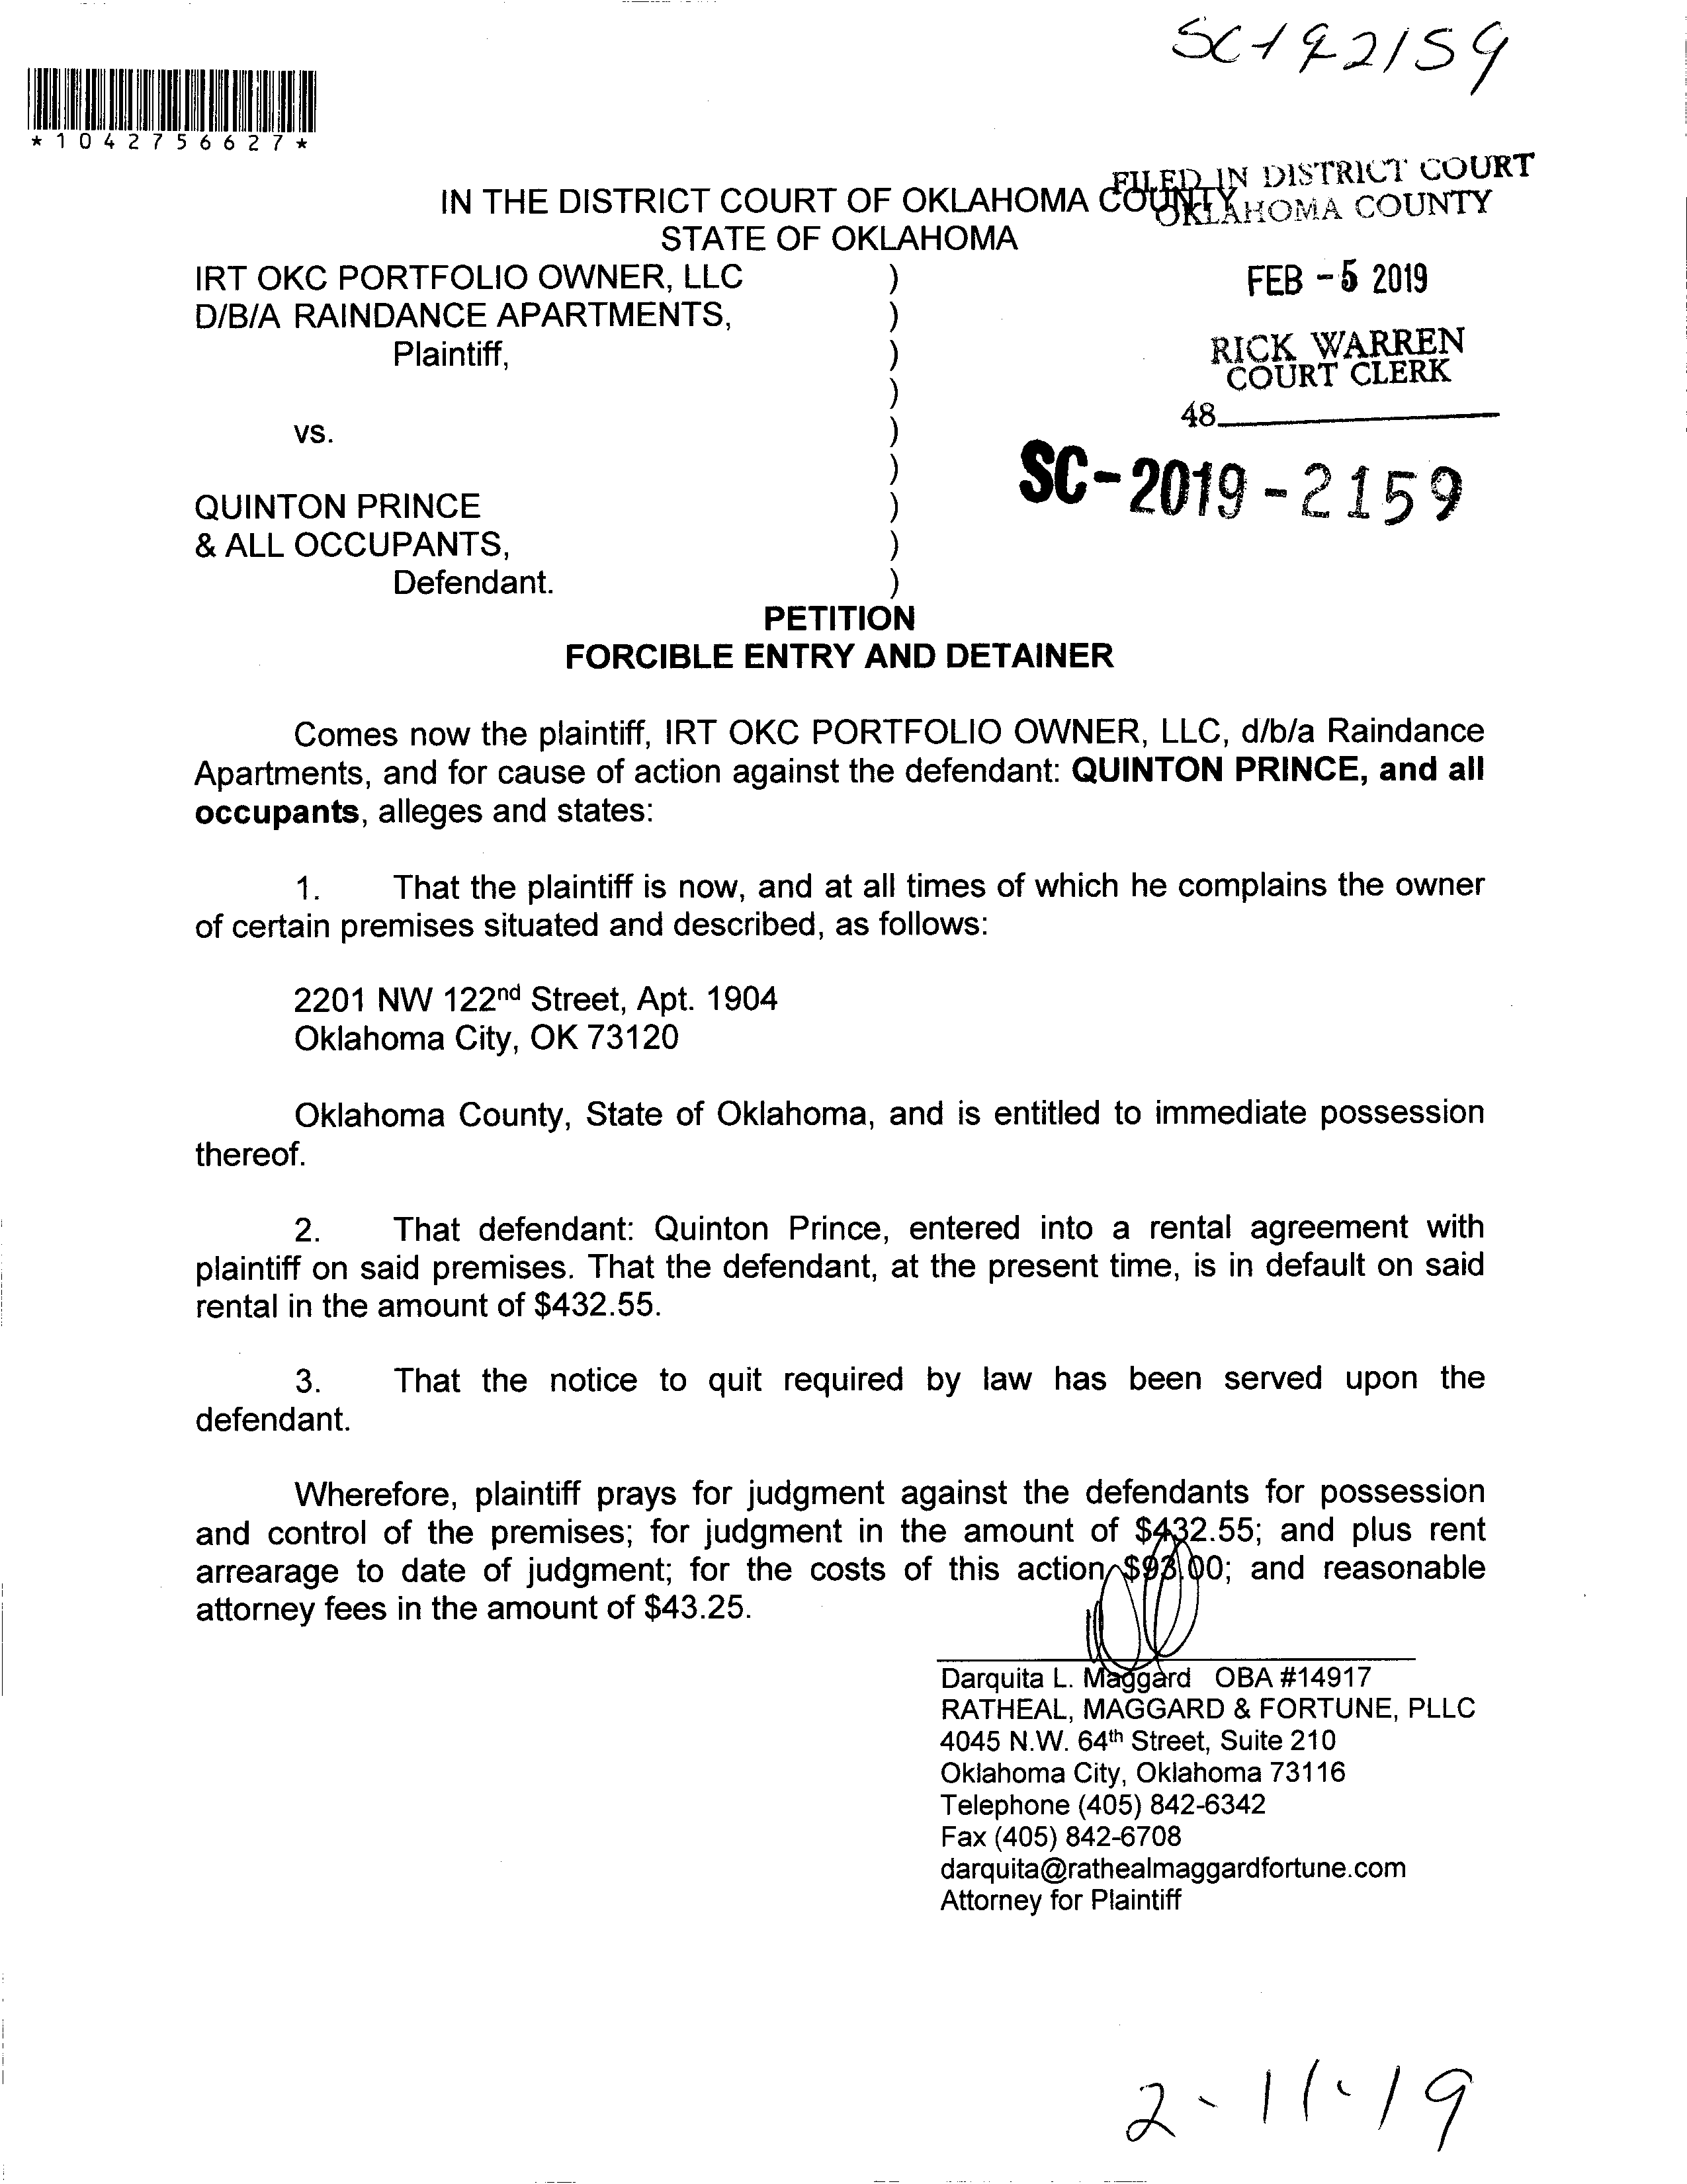 SC-192159
*1042756627*
FILED IN DISTRICT COURT
OKLAHOMA COUNTY
IN THE DISTRICT COURT OF OKLAHOMA COUNTY
STATE OF OKLAHOMA
IRT OKC PORTFOLIO OWNER, LLC )
D/B/A RAINDANCE APARTMENTS, )
Plaintiff, )
)
vs. )
)
QUINTON PRINCE )
& ALL OCCUPANTS, )
Defendant. )
FEB -5 2019
RICK WARREN
COURT CLERK
48
SC-2019-2159
PETITION
FORCIBLE ENTRY AND DETAINER
Comes now the plaintiff, IRT OKC PORTFOLIO OWNER, LLC, d/b/a Raindance
Apartments, and for cause of action against the defendant: QUINTON PRINCE, and all
occupants, alleges and states:
1. That the plaintiff is now, and at all times of which he complains the owner
of certain premises situated and described, as follows:
2201 NW 122nd Street, Apt. 1904
Oklahoma City, OK 73120
Oklahoma County, State of Oklahoma, and is entitled to immediate possession
thereof.
2. That defendant: Quinton Prince, entered into a rental agreement with
plaintiff on said premises. That the defendant, at the present time, is in default on said
rental in the amount of $432.55.
3. That the notice to quit required by law has been served upon the
defendant.
Wherefore, plaintiff prays for judgment against the defendants for possession
and control of the premises; for judgment in the amount of $432.55; and plus rent
arrearage to date of judgment; for the costs of this action $93.00; and reasonable
attorney fees in the amount of $43.25.
Darquita L. Maggard OBA #14917
RATHEAL, MAGGARD & FORTUNE, PLLC
4045 N.W. 64th Street, Suite 210
Oklahoma City, Oklahoma 73116
Telephone (405) 842-6342
Fax (405) 842-6708
darquita@rathealmaggardfortune.com
Attorney for Plaintiff
2-11-19